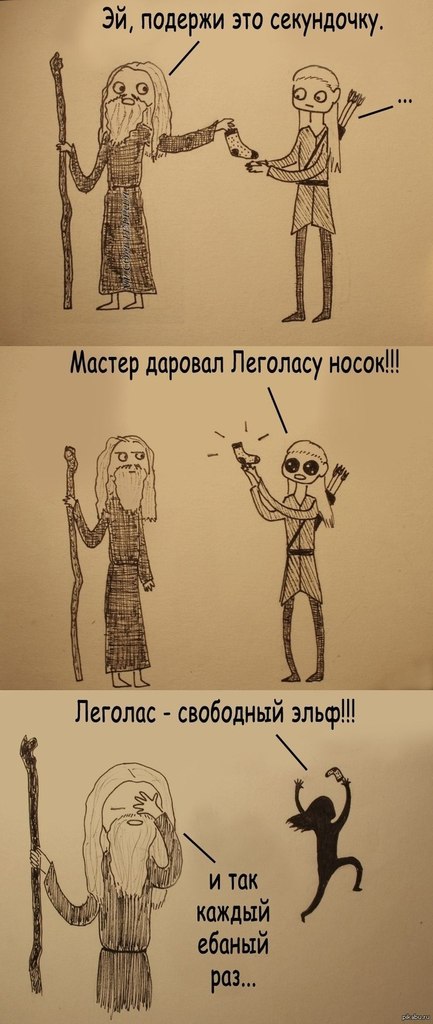 Эй, подержи это секундочку.
...
Мастер даровал Леголасу носок!!!
Леголас - свободный эльф!!!
и так
каждый
ебаный
раз...
pikabu.ru